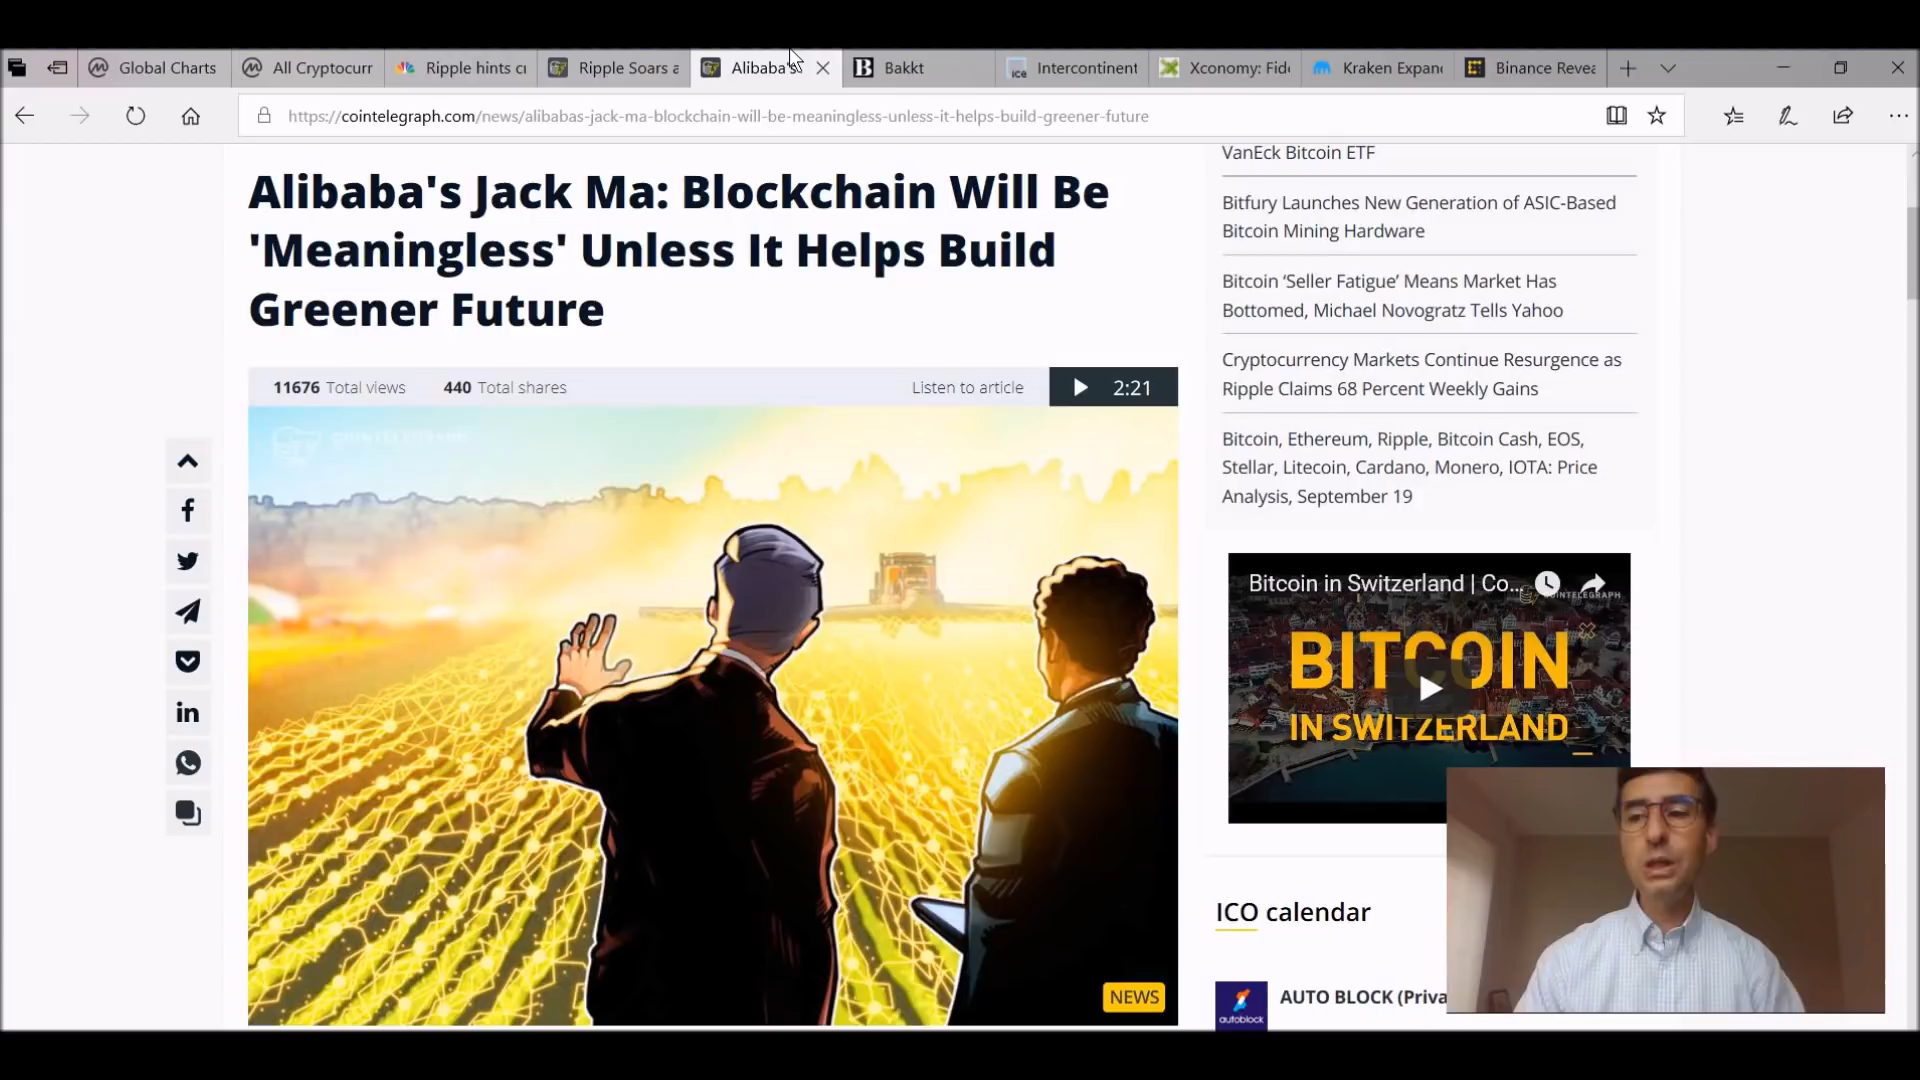 Global Charts
All Cryptocurr
Ripple hints cr
Ripple Soars a
Alibaba's
Bakkt
ice
Intercontinent
Xconomy: Fid
Kraken Expan
Binance Revea
https://cointelegraph.com/news/alibabas-jack-ma-blockchain-will-be-meaningless-unless-it-helps-build-greener-future
Alibaba's Jack Ma: Blockchain Will Be
'Meaningless' Unless It Helps Build
Greener Future
11676 Total views
440 Total shares
Listen to article
2:21
COINTELEGRAPH
NEWS
VanEck Bitcoin ETF
Bitfury Launches New Generation of ASIC-Based
Bitcoin Mining Hardware
Bitcoin ‘Seller Fatigue’ Means Market Has
Bottomed, Michael Novogratz Tells Yahoo
Cryptocurrency Markets Continue Resurgence as
Ripple Claims 68 Percent Weekly Gains
Bitcoin, Ethereum, Ripple, Bitcoin Cash, EOS,
Stellar, Litecoin, Cardano, Monero, IOTA: Price
Analysis, September 19
Bitcoin in Switzerland | Co...
COINTELEGRAPH
BITCOIN
IN SWITZERLAND
ICO calendar
autoblock
AUTO BLOCK (Priva